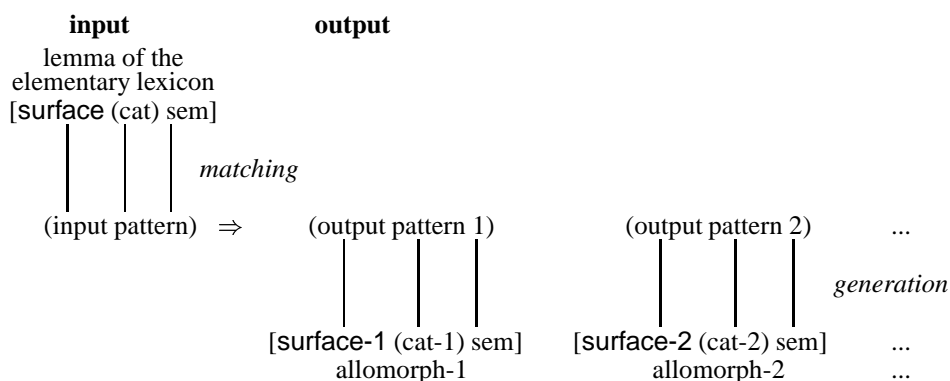 input output
lemma of the
elementary lexicon
[surface (cat) sem]
matching
(input pattern) ⇒ (output pattern 1) (output pattern 2) ...
generation
[surface-1 (cat-1) sem] [surface-2 (cat-2) sem] ...
allomorph-1 allomorph-2 ...